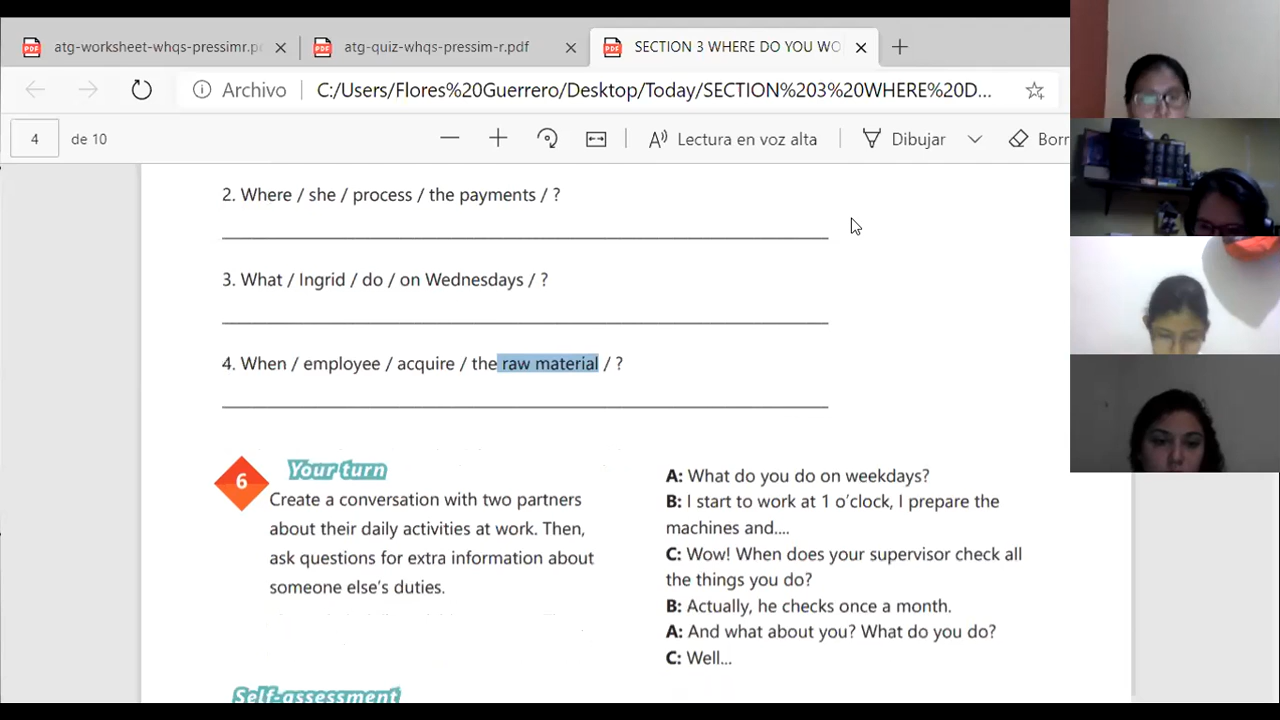 atg-worksheet-whqs-pressimr.p
atg-quiz-whqs-pressim-r.pdf
SECTION 3 WHERE DO YOU WO
Archivo
C:/Users/Flores%20Guerrero/Desktop/Today/SECTION%203%20WHERE%20D...
4
de 10
Lectura en voz alta
Dibujar
Borr
2. Where / she / process / the payments / ?
3. What / Ingrid / do / on Wednesdays / ?
4. When / employee / acquire / the raw material / ?
6
Your turn
Create a conversation with two partners
about their daily activities at work. Then,
ask questions for extra information about
someone else's duties.
A: What do you do on weekdays?
B: I start to work at 1 o'clock, I prepare the
machines and....
C: Wow! When does your supervisor check all
the things you do?
B: Actually, he checks once a month.
A: And what about you? What do you do?
C: Well...
Self-assessment